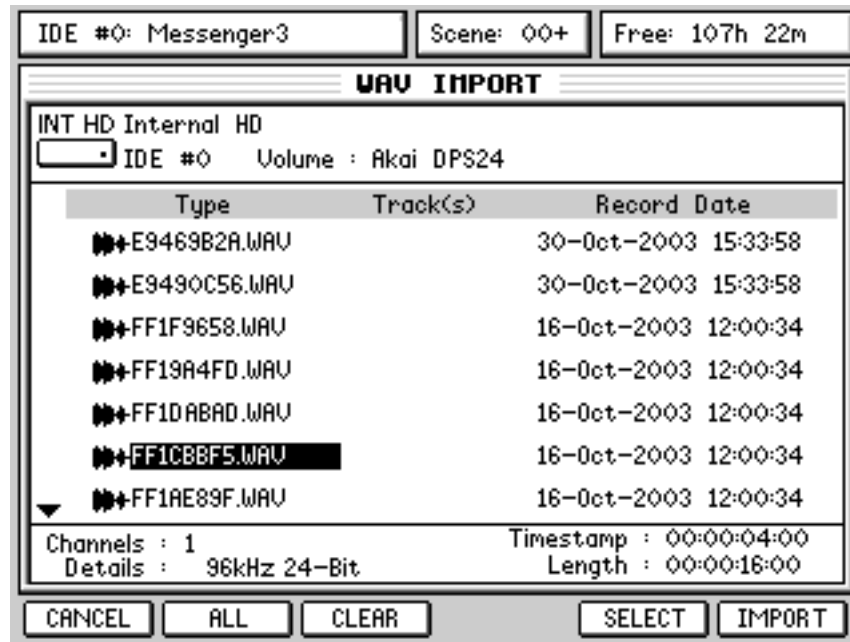 IDE #0: Messenger3 Scene: 00+ Free: 107h 22m
WAV IMPORT
INT HD Internal HD
IDE #0 Volume : Akai DPS24
Type Track(s) Record Date
E9469B2A.WAV 30-Oct-2003 15:33:58
E9490C56.WAV 30-Oct-2003 15:33:58
FF1F9658.WAV 16-Oct-2003 12:00:34
FF19A4FD.WAV 16-Oct-2003 12:00:34
FF1DABAD.WAV 16-Oct-2003 12:00:34
FF1CBBF5.WAV 16-Oct-2003 12:00:34
FF1AE89F.WAV 16-Oct-2003 12:00:34
Channels : 1 Timestamp : 00:00:04:00
Details : 96kHz 24-Bit Length : 00:00:16:00
CANCEL ALL CLEAR SELECT IMPORT